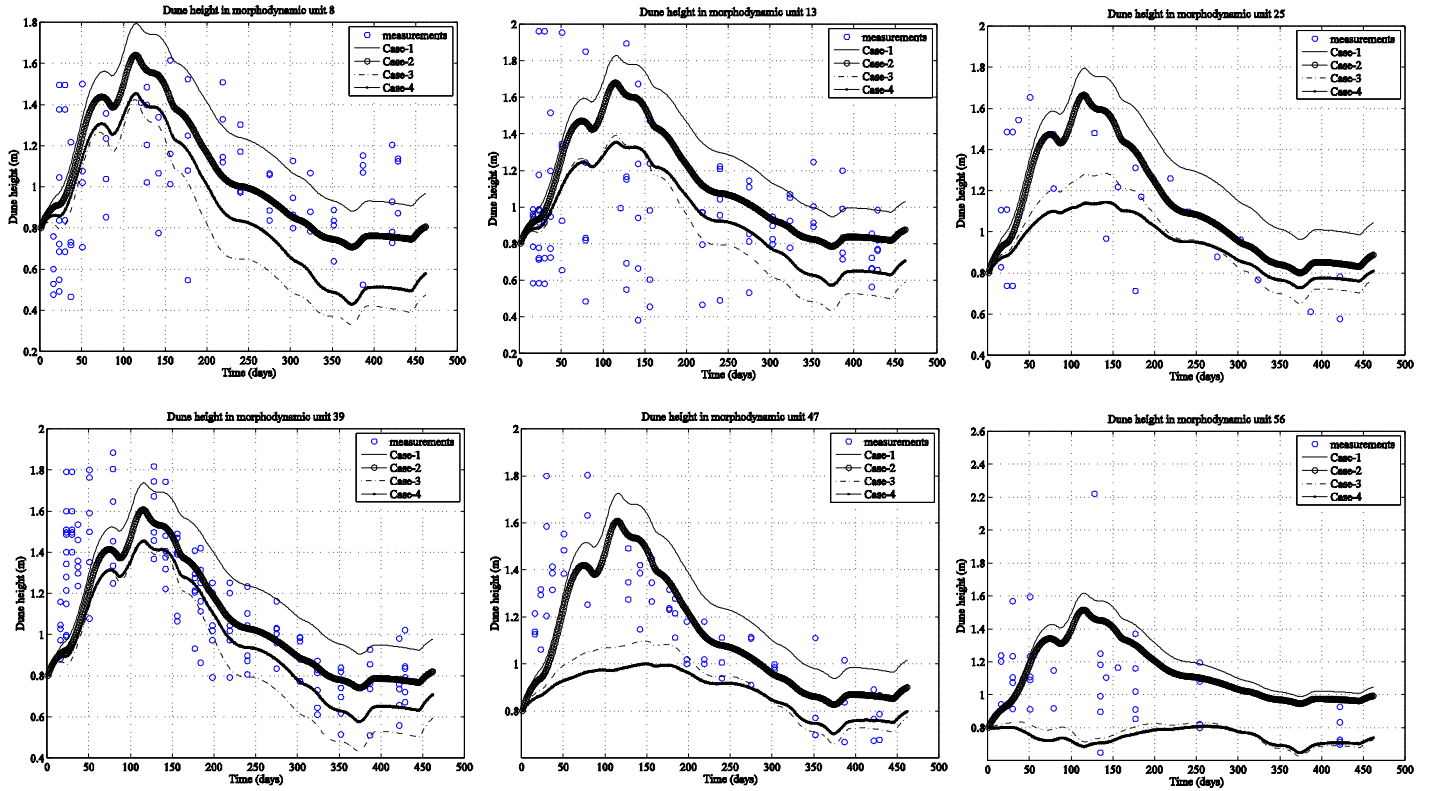 Dune height in morphodynamic unit 8
measurements
Case-1
Case-2
Case-3
Case-4
Dune height (m)
1.8
1.6
1.4
1.2
1
0.8
0.6
0.4
0.2
0 50 100 150 200 250 300 350 400 450 500
Time (days)
Dune height in morphodynamic unit 13
measurements
Case-1
Case-2
Case-3
Case-4
Dune height (m)
2
1.8
1.6
1.4
1.2
1
0.8
0.6
0.4
0.2
0 50 100 150 200 250 300 350 400 450 500
Time (days)
Dune height in morphodynamic unit 25
measurements
Case-1
Case-2
Case-3
Case-4
Dune height (m)
2
1.8
1.6
1.4
1.2
1
0.8
0.6
0.4
0 50 100 150 200 250 300 350 400 450 500
Time (days)
Dune height in morphodynamic unit 39
measurements
Case-1
Case-2
Case-3
Case-4
Dune height (m)
2
1.8
1.6
1.4
1.2
1
0.8
0.6
0.4
0 50 100 150 200 250 300 350 400 450 500
Time (days)
Dune height in morphodynamic unit 47
measurements
Case-1
Case-2
Case-3
Case-4
Dune height (m)
2
1.8
1.6
1.4
1.2
1
0.8
0 50 100 150 200 250 300 350 400 450 500
Time (days)
Dune height in morphodynamic unit 56
measurements
Case-1
Case-2
Case-3
Case-4
Dune height (m)
2.6
2.4
2.2
2
1.8
1.6
1.4
1.2
1
0.8
0 50 100 150 200 250 300 350 400 450 500
Time (days)